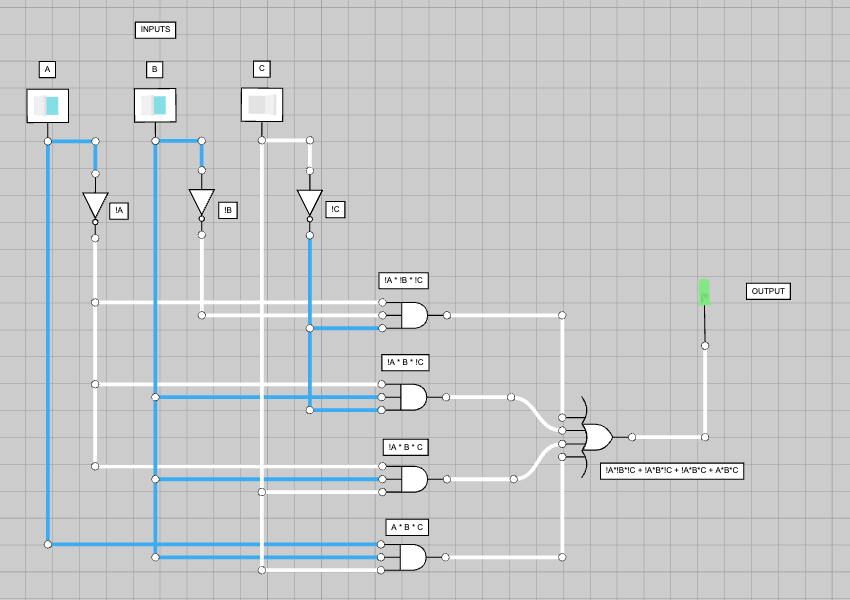 INPUTS
A
B
C
!A
!B
!C
!A * !B * !C
!A * B * !C
!A * B * C
A * B * C
OUTPUT
!A*!B*!C + !A*B*!C + !A*B*C + A*B*C